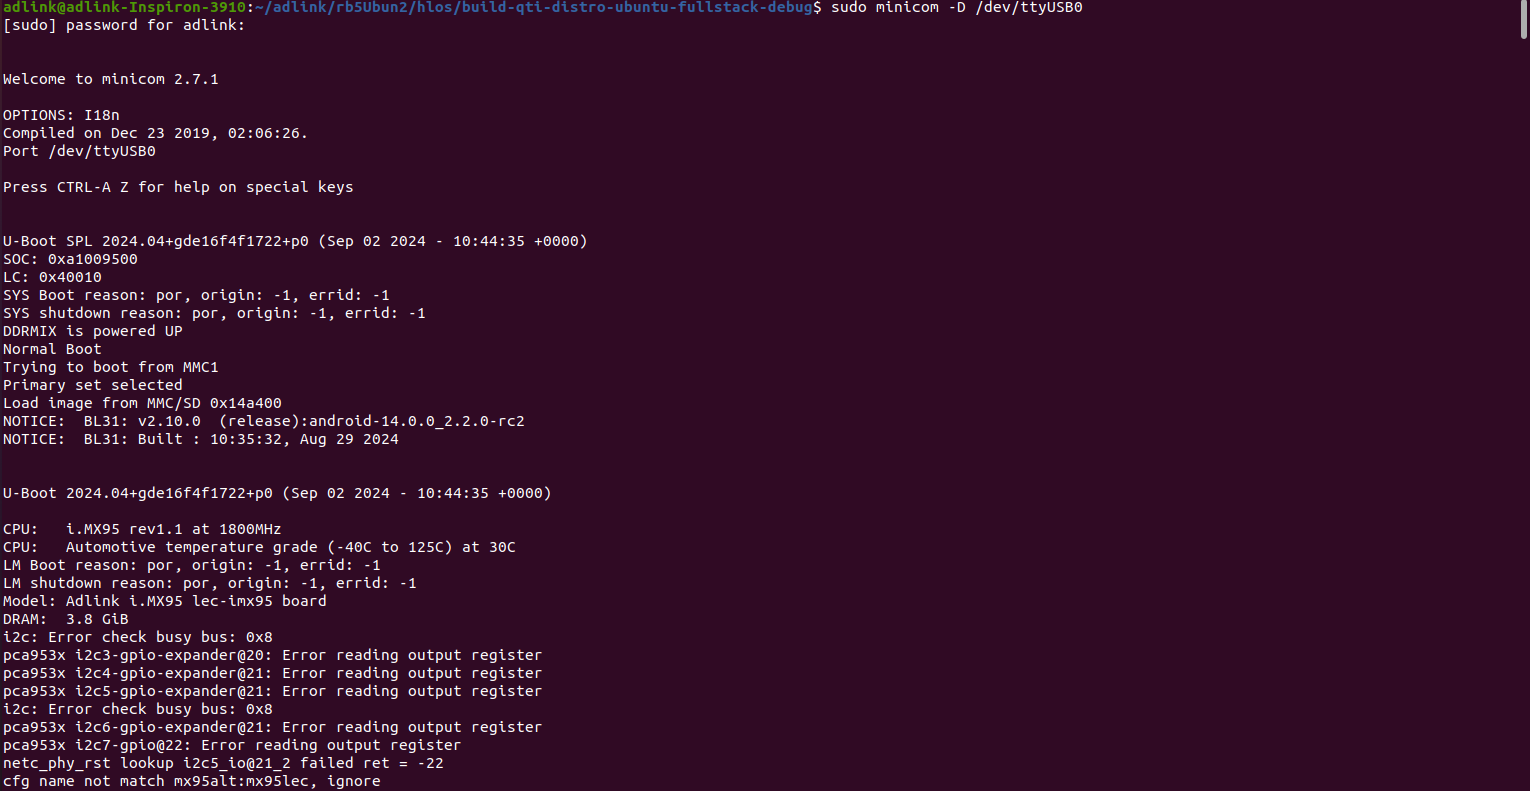 adlink@adlink-Inspiron-3910:~/adlink/rb5Ubun2/hlos/build-qti-distro-ubuntu-fullstack-debug$ sudo minicom -D /dev/ttyUSB0
[sudo] password for adlink:
Welcome to minicom 2.7.1
OPTIONS: I18n
Compiled on Dec 23 2019, 02:06:26.
Port /dev/ttyUSB0
Press CTRL-A Z for help on special keys
U-Boot SPL 2024.04+gde16f4f1722+p0 (Sep 02 2024 - 10:44:35 +0000)
SOC: 0xa1009500
LC: 0x40010
SYS Boot reason: por, origin: -1, errid: -1
SYS shutdown reason: por, origin: -1, errid: -1
DDRMIX is powered UP
Normal Boot
Trying to boot from MMC1
Primary set selected
Load image from MMC/SD 0x14a400
NOTICE:  BL31: v2.10.0  (release):android-14.0.0_2.2.0-rc2
NOTICE:  BL31: Built : 10:35:32, Aug 29 2024
U-Boot 2024.04+gde16f4f1722+p0 (Sep 02 2024 - 10:44:35 +0000)
CPU:   i.MX95 rev1.1 at 1800MHz
CPU:   Automotive temperature grade (-40C to 125C) at 30C
LM Boot reason: por, origin: -1, errid: -1
LM shutdown reason: por, origin: -1, errid: -1
Model: Adlink i.MX95 lec-imx95 board
DRAM:  3.8 GiB
i2c: Error check busy bus: 0x8
pca953x i2c3-gpio-expander@20: Error reading output register
pca953x i2c4-gpio-expander@21: Error reading output register
pca953x i2c5-gpio-expander@21: Error reading output register
i2c: Error check busy bus: 0x8
pca953x i2c6-gpio-expander@21: Error reading output register
pca953x i2c7-gpio@22: Error reading output register
netc_phy_rst lookup i2c5_io@21_2 failed ret = -22
cfg name not match mx95alt:mx95lec, ignore